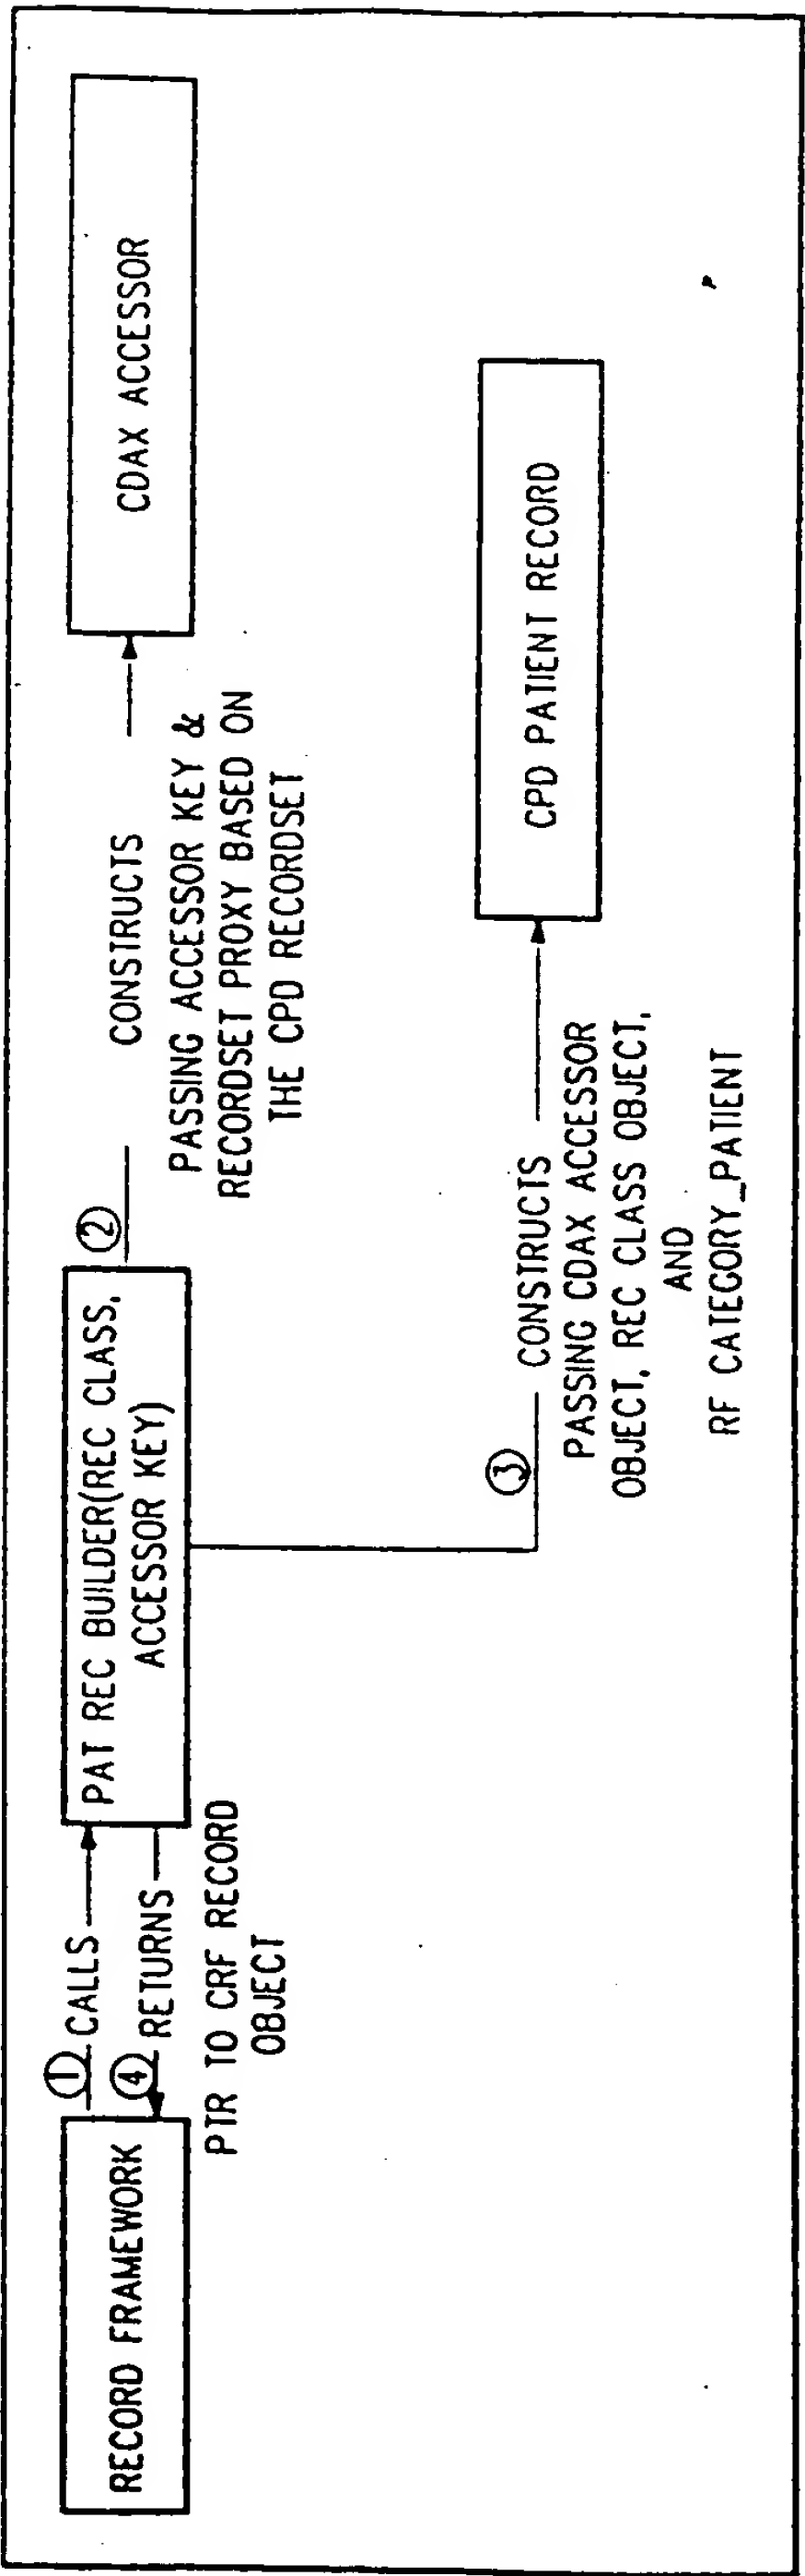 RECORD FRAMEWORK
① CALLS
④ RETURNS
PTR TO CRF RECORD
OBJECT
PAT REC BUILDER(REC CLASS,
ACCESSOR KEY)
②
CONSTRUCTS
PASSING ACCESSOR KEY &
RECORDSET PROXY BASED ON
THE CPD RECORDSET
CDAX ACCESSOR
③
CONSTRUCTS
PASSING CDAX ACCESSOR
OBJECT, REC CLASS OBJECT,
AND
RF CATEGORY_PATIENT
CPD PATIENT RECORD